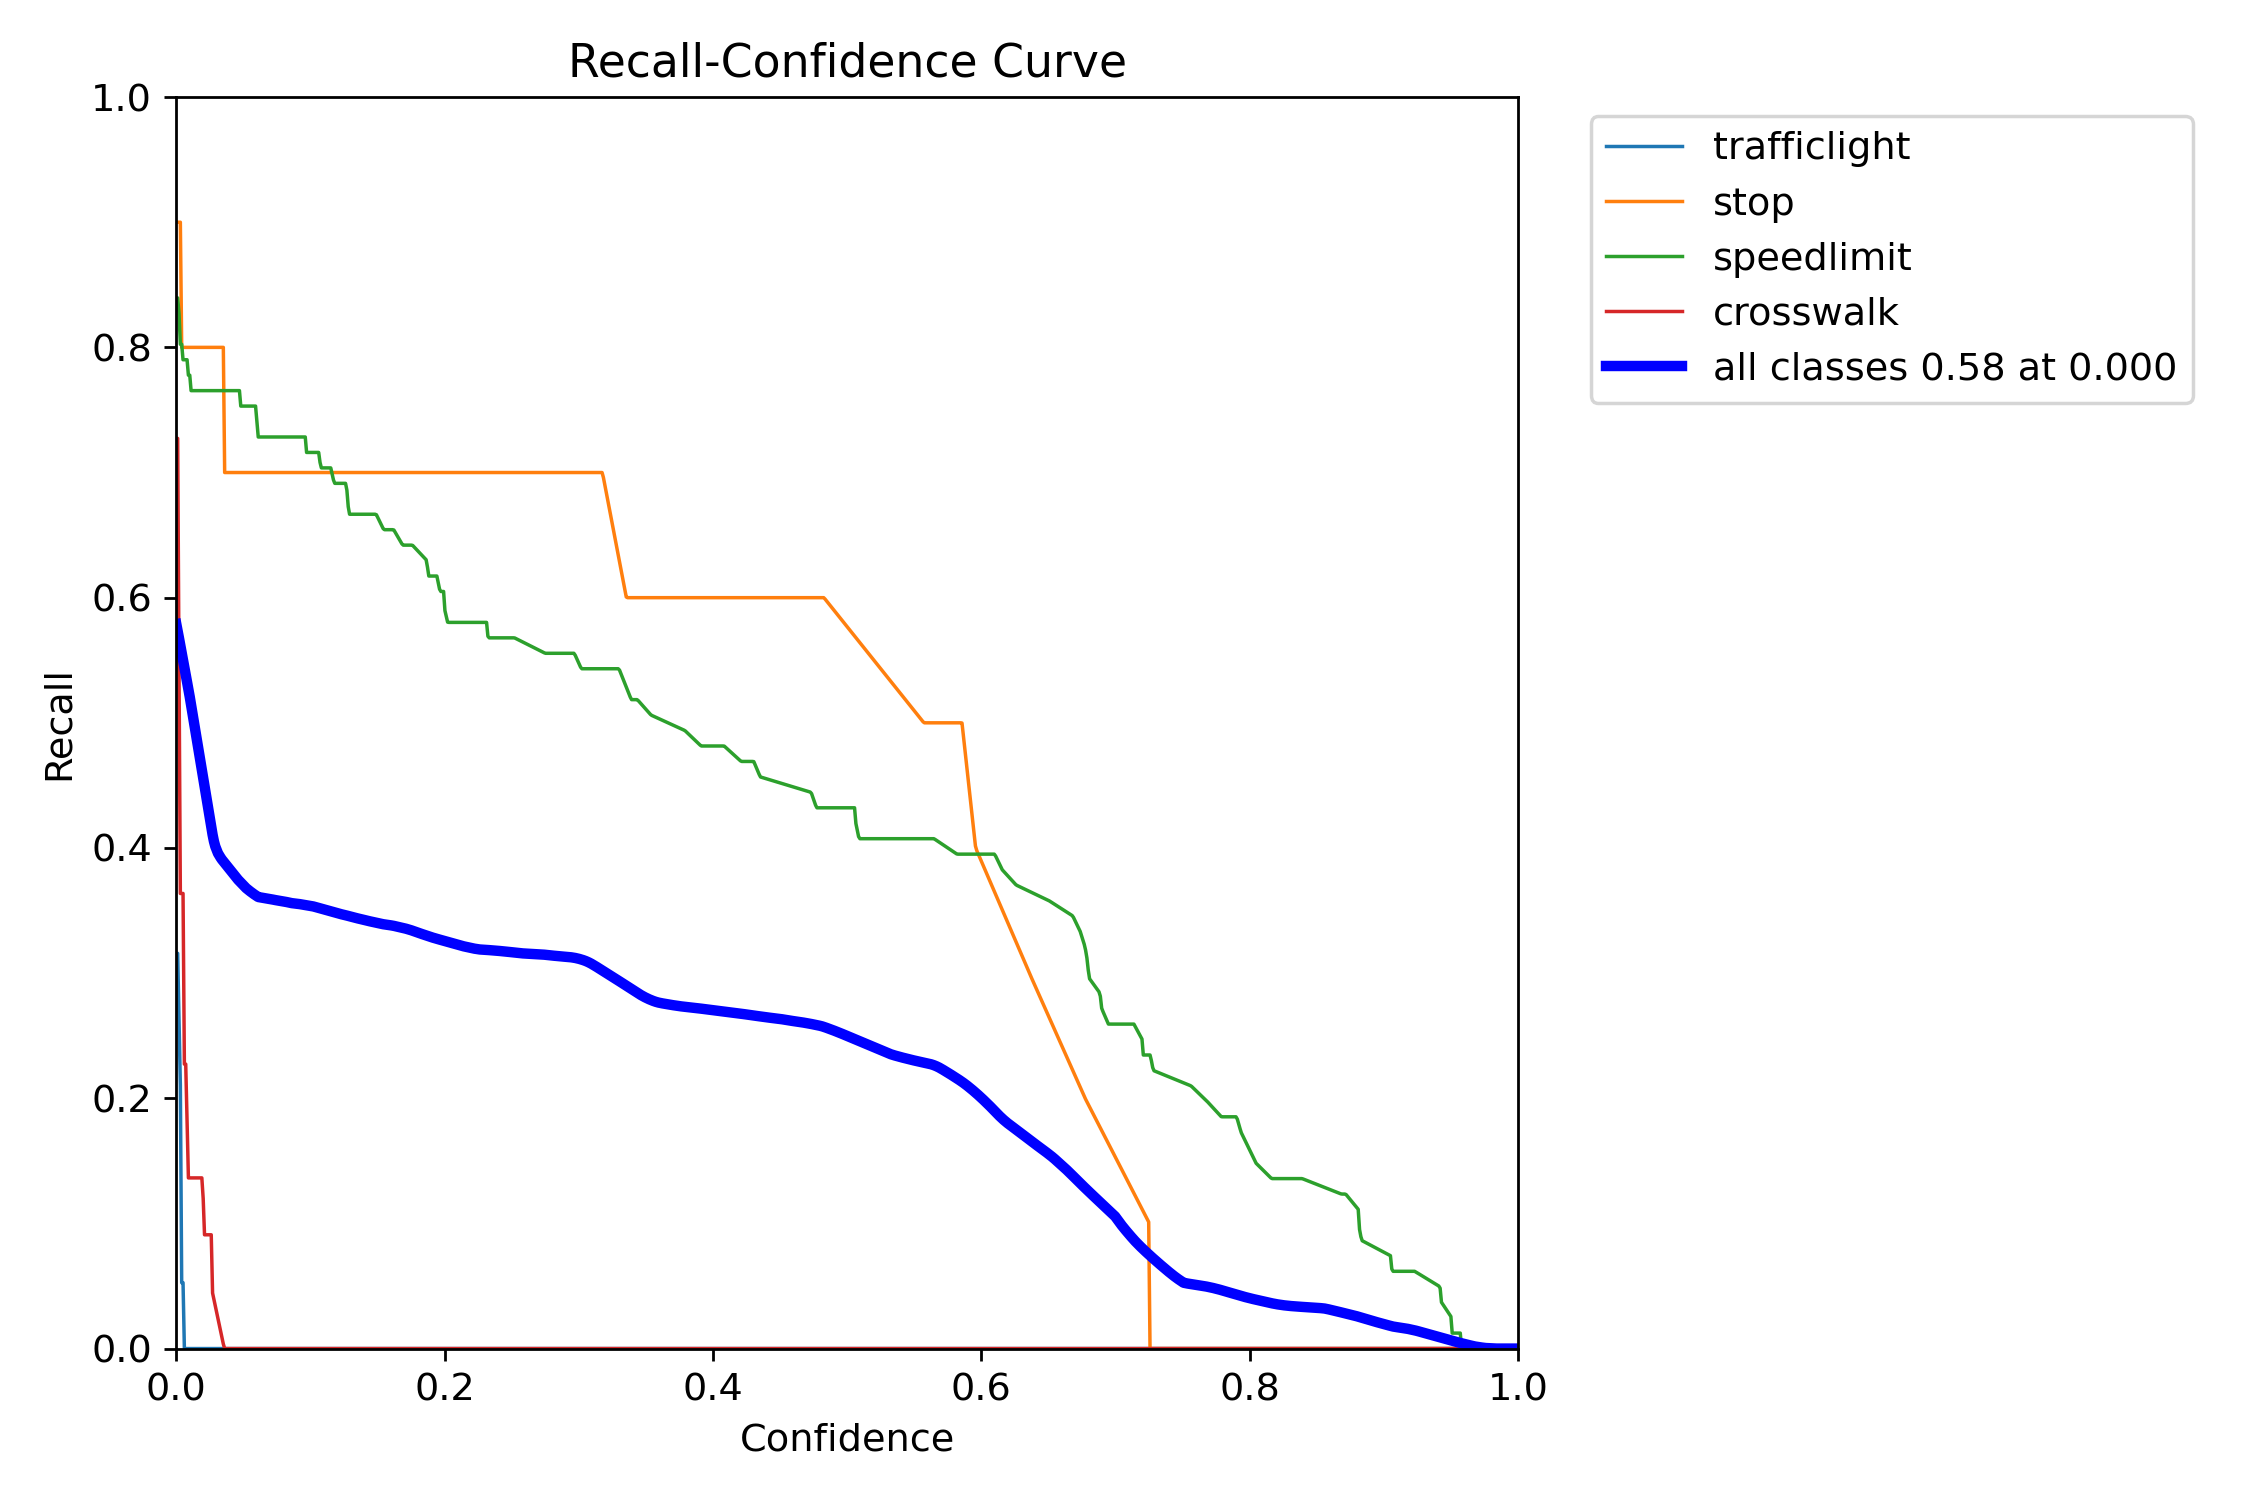 Recall-Confidence Curve
1.0
0.8
0.6
0.4
0.2
0.0
Recall
0.0 0.2 0.4 0.6 0.8 1.0
Confidence
trafficlight
stop
speedlimit
crosswalk
all classes 0.58 at 0.000